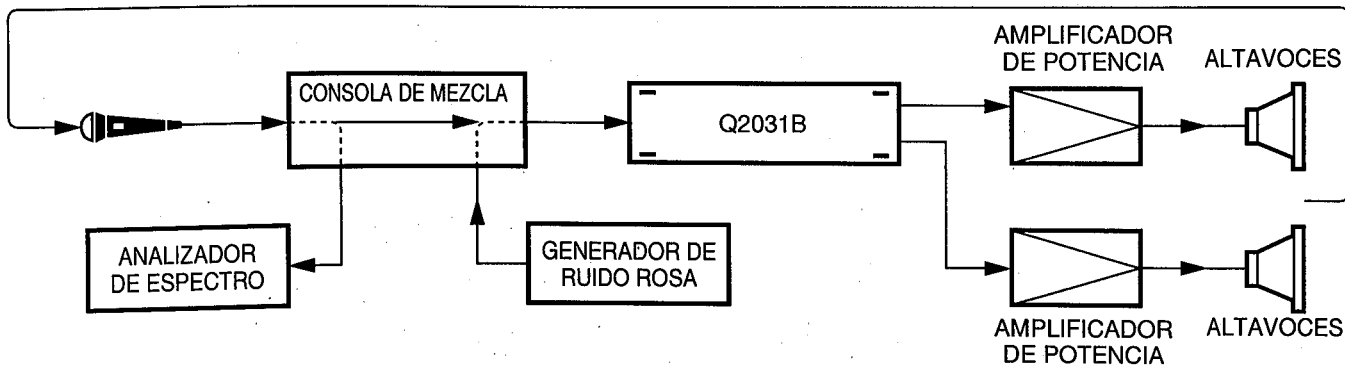 AMPLIFICADOR
DE POTENCIA
ALTAVOCES
CONSOLA DE MEZCLA
Q2031B
ANALIZADOR
DE ESPECTRO
GENERADOR DE
RUIDO ROSA
AMPLIFICADOR
DE POTENCIA
ALTAVOCES